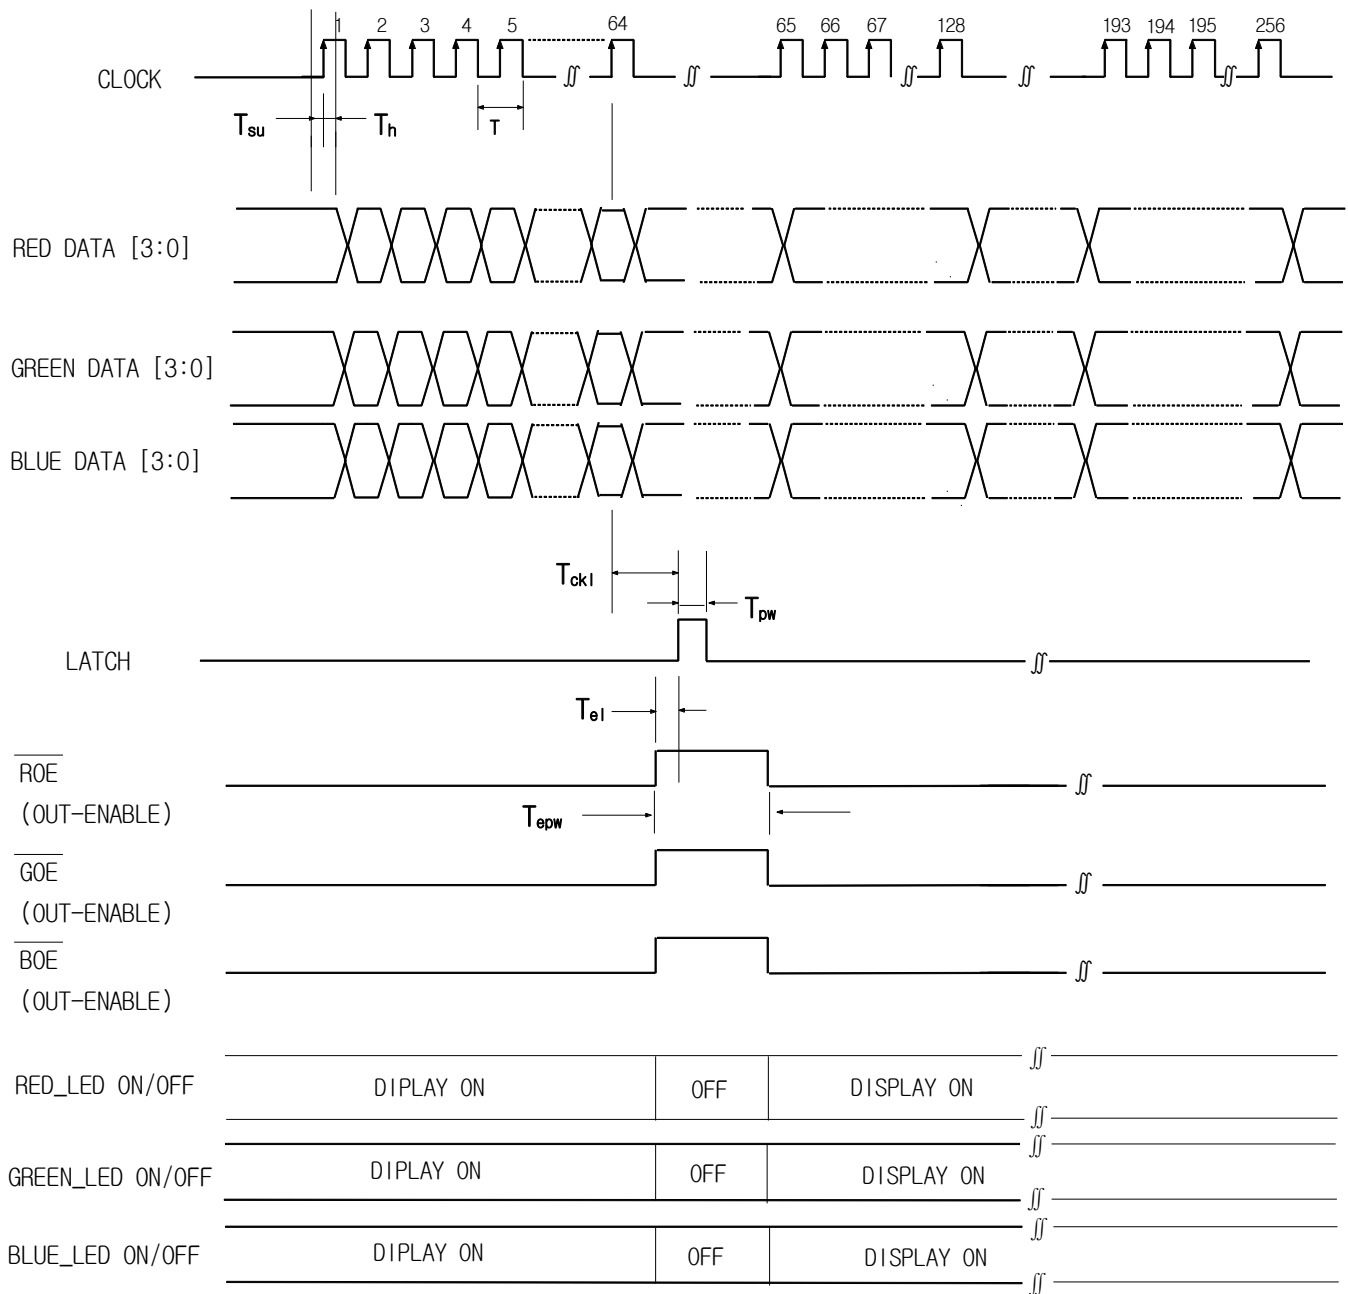 1 2 3 4 5 64 65 66 67 128 193 194 195 256
CLOCK
Tsu Th T
RED DATA [3:0]
GREEN DATA [3:0]
BLUE DATA [3:0]
Tckl
Tpw
LATCH
Tel
ROE
(OUT-ENABLE)
Tepw
GOE
(OUT-ENABLE)
BOE
(OUT-ENABLE)
RED_LED ON/OFF DIPLAY ON OFF DISPLAY ON
GREEN_LED ON/OFF DIPLAY ON OFF DISPLAY ON
BLUE_LED ON/OFF DIPLAY ON OFF DISPLAY ON